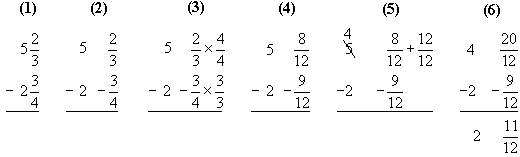 (1) (2) (3) (4) (5) (6)
5 2/3   5 2/3   5 2/3 × 4/4   5 8/12   4 5 8/12 + 12/12   4 20/12
− 2 3/4   − 2 − 3/4   − 2 − 3/4 × 3/3   − 2 − 9/12   −2 − 9/12   −2 − 9/12
2 11/12